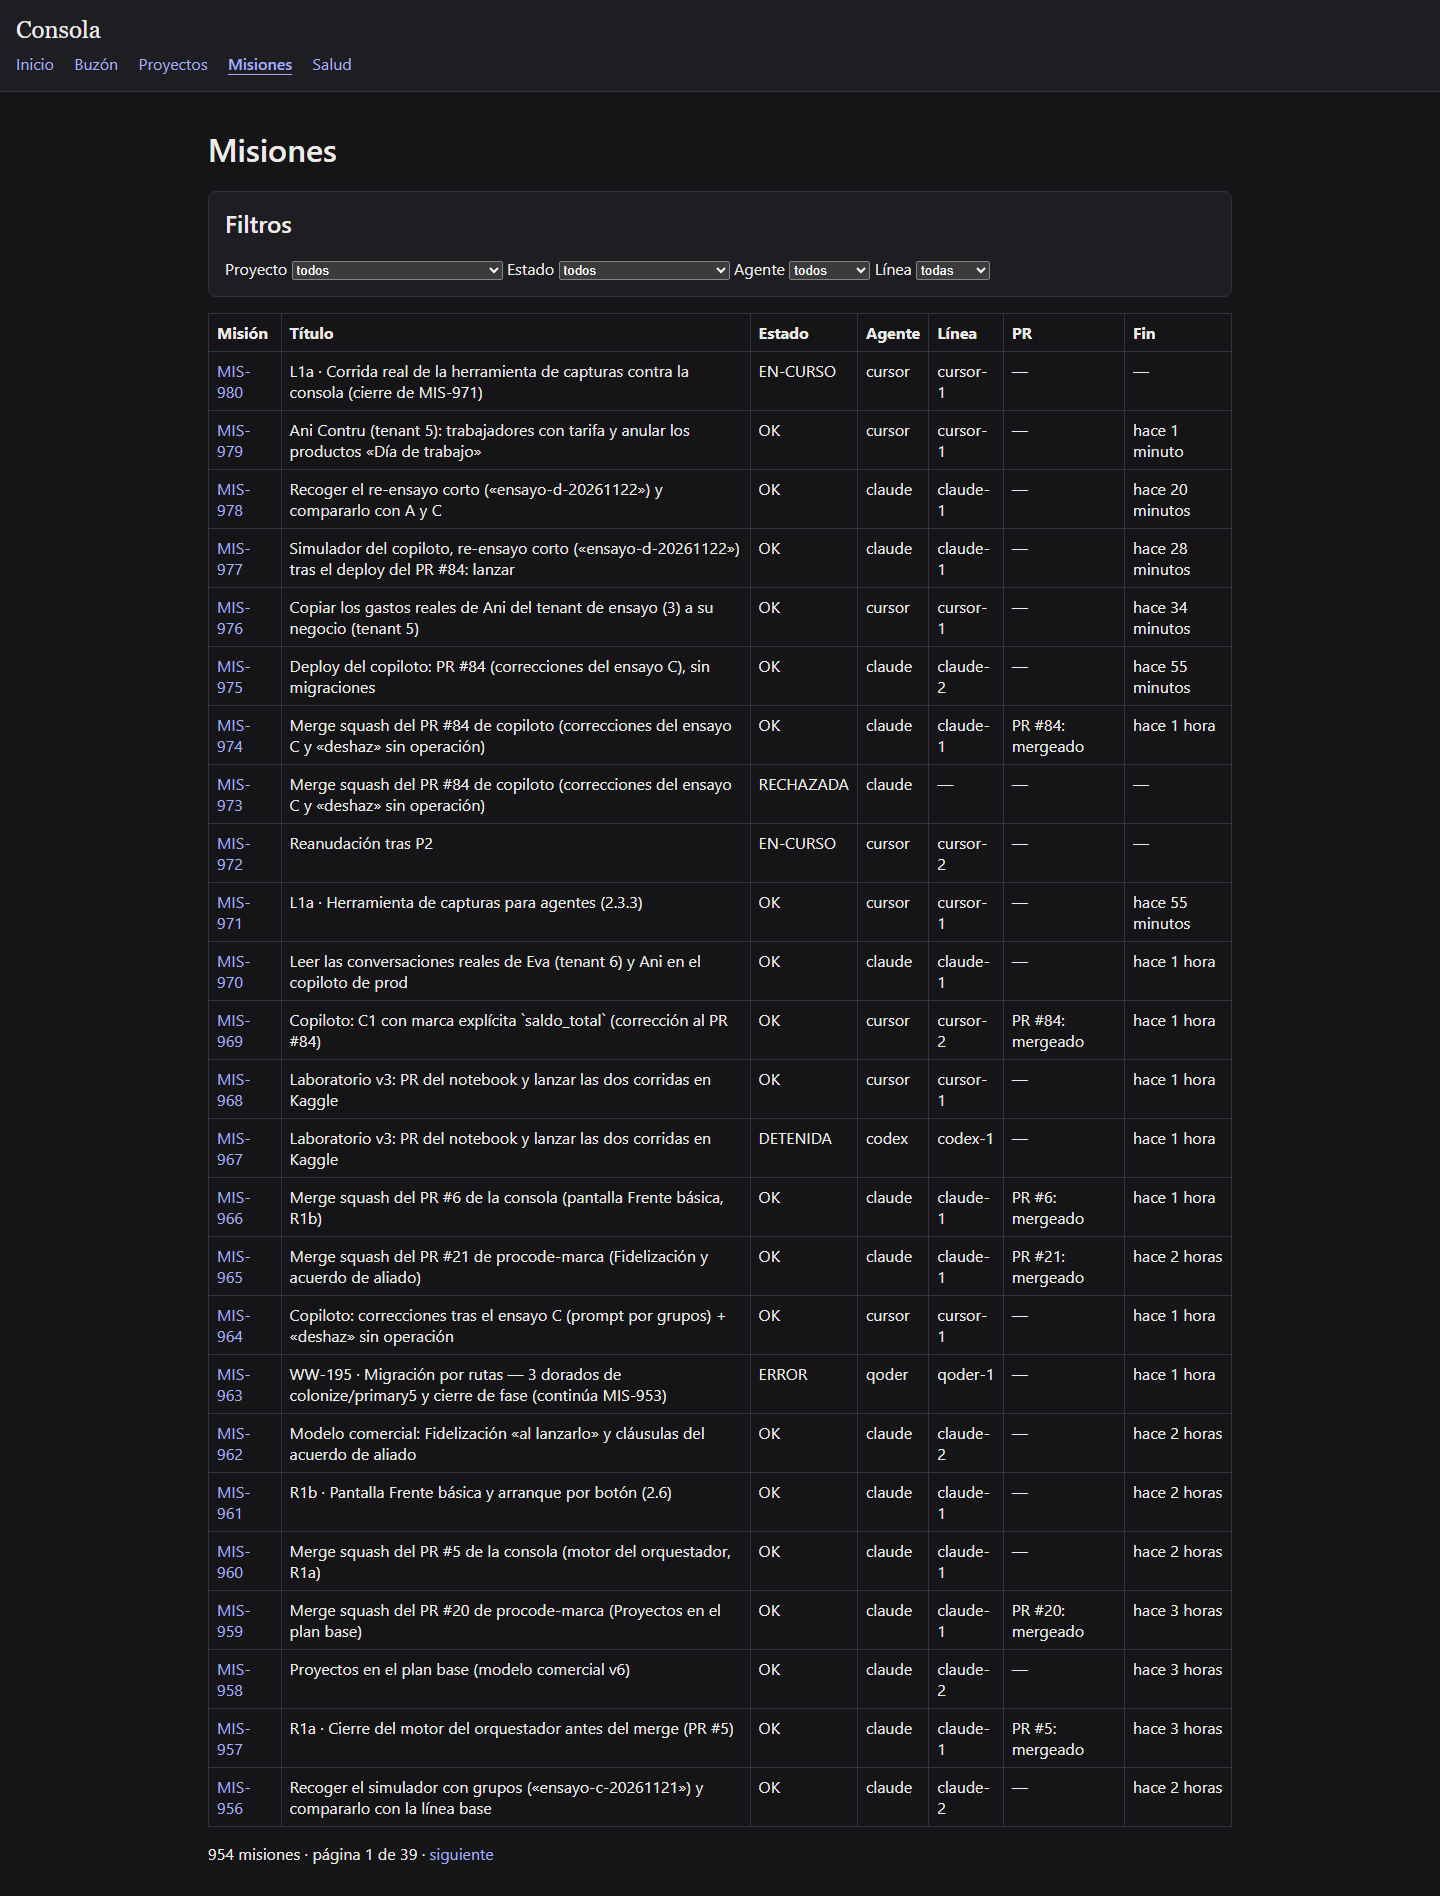 Consola
Inicio Buzón Proyectos Misiones Salud
Misiones
Filtros
Proyecto todos Estado todos Agente todos Línea todas
Misión Título Estado Agente Línea PR Fin
MIS- L1a · Corrida real de la herramienta de capturas contra la EN-CURSO cursor cursor- — —
980 consola (cierre de MIS-971) 1
MIS- Ani Contru (tenant 5): trabajadores con tarifa y anular los OK cursor cursor- — hace 1
979 productos «Día de trabajo» 1 minuto
MIS- Recoger el re-ensayo corto («ensayo-d-20261122») y OK claude claude- — hace 20
978 compararlo con A y C 1 minutos
MIS- Simulador del copiloto, re-ensayo corto («ensayo-d-20261122») OK claude claude- — hace 28
977 tras el deploy del PR #84: lanzar 1 minutos
MIS- Copiar los gastos reales de Ani del tenant de ensayo (3) a su OK cursor cursor- — hace 34
976 negocio (tenant 5) 1 minutos
MIS- Deploy del copiloto: PR #84 (correcciones del ensayo C), sin OK claude claude- — hace 55
975 migraciones 2 minutos
MIS- Merge squash del PR #84 de copiloto (correcciones del ensayo OK claude claude- PR #84: hace 1 hora
974 C y «deshaz» sin operación) 1 mergeado
MIS- Merge squash del PR #84 de copiloto (correcciones del ensayo RECHAZADA claude — — —
973 C y «deshaz» sin operación)
MIS- Reanudación tras P2 EN-CURSO cursor cursor- — —
972 2
MIS- L1a · Herramienta de capturas para agentes (2.3.3) OK cursor cursor- — hace 55
971 1 minutos
MIS- Leer las conversaciones reales de Eva (tenant 6) y Ani en el OK claude claude- — hace 1 hora
970 copiloto de prod 1
MIS- Copiloto: C1 con marca explícita `saldo_total` (corrección al PR OK cursor cursor- PR #84: hace 1 hora
969 #84) 2 mergeado
MIS- Laboratorio v3: PR del notebook y lanzar las dos corridas en OK cursor cursor- — hace 1 hora
968 Kaggle 1
MIS- Laboratorio v3: PR del notebook y lanzar las dos corridas en DETENIDA codex codex-1 — hace 1 hora
967 Kaggle
MIS- Merge squash del PR #6 de la consola (pantalla Frente básica, OK claude claude- PR #6: hace 1 hora
966 R1b) 1 mergeado
MIS- Merge squash del PR #21 de procode-marca (Fidelización y OK claude claude- PR #21: hace 2 horas
965 acuerdo de aliado) 1 mergeado
MIS- Copiloto: correcciones tras el ensayo C (prompt por grupos) + OK cursor cursor- — hace 1 hora
964 «deshaz» sin operación 1
MIS- WW-195 · Migración por rutas — 3 dorados de ERROR qoder qoder-1 — hace 1 hora
963 colonize/primary5 y cierre de fase (continúa MIS-953)
MIS- Modelo comercial: Fidelización «al lanzarlo» y cláusulas del OK claude claude- — hace 2 horas
962 acuerdo de aliado 2
MIS- R1b · Pantalla Frente básica y arranque por botón (2.6) OK claude claude- — hace 2 horas
961 1
MIS- Merge squash del PR #5 de la consola (motor del orquestador, OK claude claude- — hace 2 horas
960 R1a) 1
MIS- Merge squash del PR #20 de procode-marca (Proyectos en el OK claude claude- PR #20: hace 3 horas
959 plan base) 1 mergeado
MIS- Proyectos en el plan base (modelo comercial v6) OK claude claude- — hace 3 horas
958 2
MIS- R1a · Cierre del motor del orquestador antes del merge (PR #5) OK claude claude- PR #5: hace 3 horas
957 1 mergeado
MIS- Recoger el simulador con grupos («ensayo-c-20261121») y OK claude claude- — hace 2 horas
956 compararlo con la línea base 2
954 misiones · página 1 de 39 · siguiente